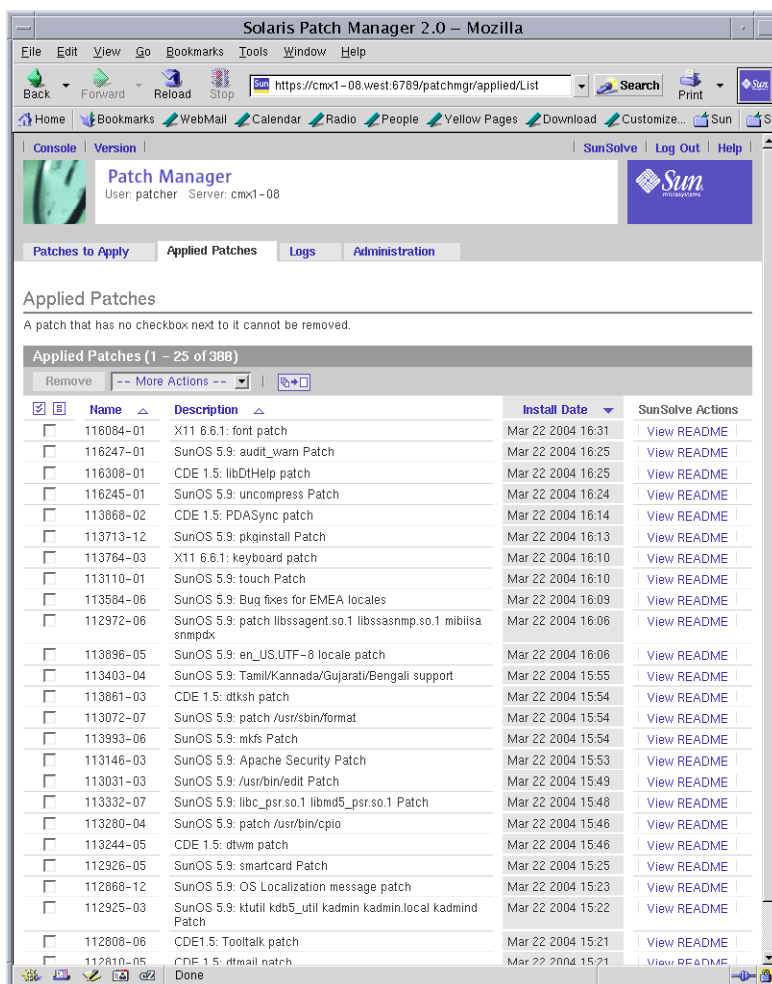 Solaris Patch Manager 2.0 – Mozilla
File Edit View Go Bookmarks Tools Window Help
Back Forward Reload Stop Sun https://cmx1-08.west:6789/patchmgr/applied/List Search Print Sun
Home Bookmarks WebMail Calendar Radio People Yellow Pages Download Customize... Sun S
Console Version SunSolve Log Out Help
Patch Manager
User: patcher Server: cmx1-08
Sun microsystems
Patches to Apply Applied Patches Logs Administration
Applied Patches
A patch that has no checkbox next to it cannot be removed.
Applied Patches (1 – 25 of 388)
Remove -- More Actions --
Name Description Install Date SunSolve Actions
116084-01 X11 6.6.1: font patch Mar 22 2004 16:31 View README
116247-01 SunOS 5.9: audit_warn Patch Mar 22 2004 16:25 View README
116308-01 CDE 1.5: libDtHelp patch Mar 22 2004 16:25 View README
116245-01 SunOS 5.9: uncompress Patch Mar 22 2004 16:24 View README
113868-02 CDE 1.5: PDASync patch Mar 22 2004 16:14 View README
113713-12 SunOS 5.9: pkginstall Patch Mar 22 2004 16:13 View README
113764-03 X11 6.6.1: keyboard patch Mar 22 2004 16:10 View README
113110-01 SunOS 5.9: touch Patch Mar 22 2004 16:10 View README
113584-06 SunOS 5.9: Bug fixes for EMEA locales Mar 22 2004 16:09 View README
112972-06 SunOS 5.9: patch libssagent.so.1 libssasnmp.so.1 mibiisa Mar 22 2004 16:06 View README
snmpdx
113896-05 SunOS 5.9: en_US.UTF-8 locale patch Mar 22 2004 16:06 View README
113403-04 SunOS 5.9: Tamil/Kannada/Gujarati/Bengali support Mar 22 2004 15:55 View README
113861-03 CDE 1.5: dtksh patch Mar 22 2004 15:54 View README
113072-07 SunOS 5.9: patch /usr/sbin/format Mar 22 2004 15:54 View README
113993-06 SunOS 5.9: mkfs Patch Mar 22 2004 15:54 View README
113146-03 SunOS 5.9: Apache Security Patch Mar 22 2004 15:53 View README
113031-03 SunOS 5.9: /usr/bin/edit Patch Mar 22 2004 15:49 View README
113332-07 SunOS 5.9: libc_psr.so.1 libmd5_psr.so.1 Patch Mar 22 2004 15:48 View README
113280-04 SunOS 5.9: patch /usr/bin/cpio Mar 22 2004 15:46 View README
113244-05 CDE 1.5: dtwm patch Mar 22 2004 15:46 View README
112926-05 SunOS 5.9: smartcard Patch Mar 22 2004 15:25 View README
112868-12 SunOS 5.9: OS Localization message patch Mar 22 2004 15:23 View README
112925-03 SunOS 5.9: ktutil kdb5_util kadmin kadmin.local kadmind Mar 22 2004 15:22 View README
Patch
112808-06 CDE1.5: Tooltalk patch Mar 22 2004 15:21 View README
112810-05 CDE 1.5: dtmail patch Mar 22 2004 15:21 View README
Done